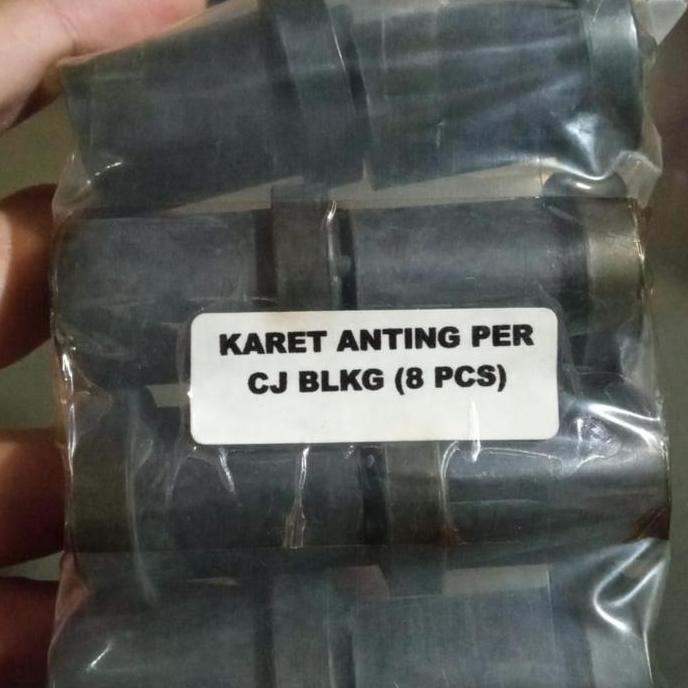 KARET ANTING PER
CJ BLKG (8 PCS)